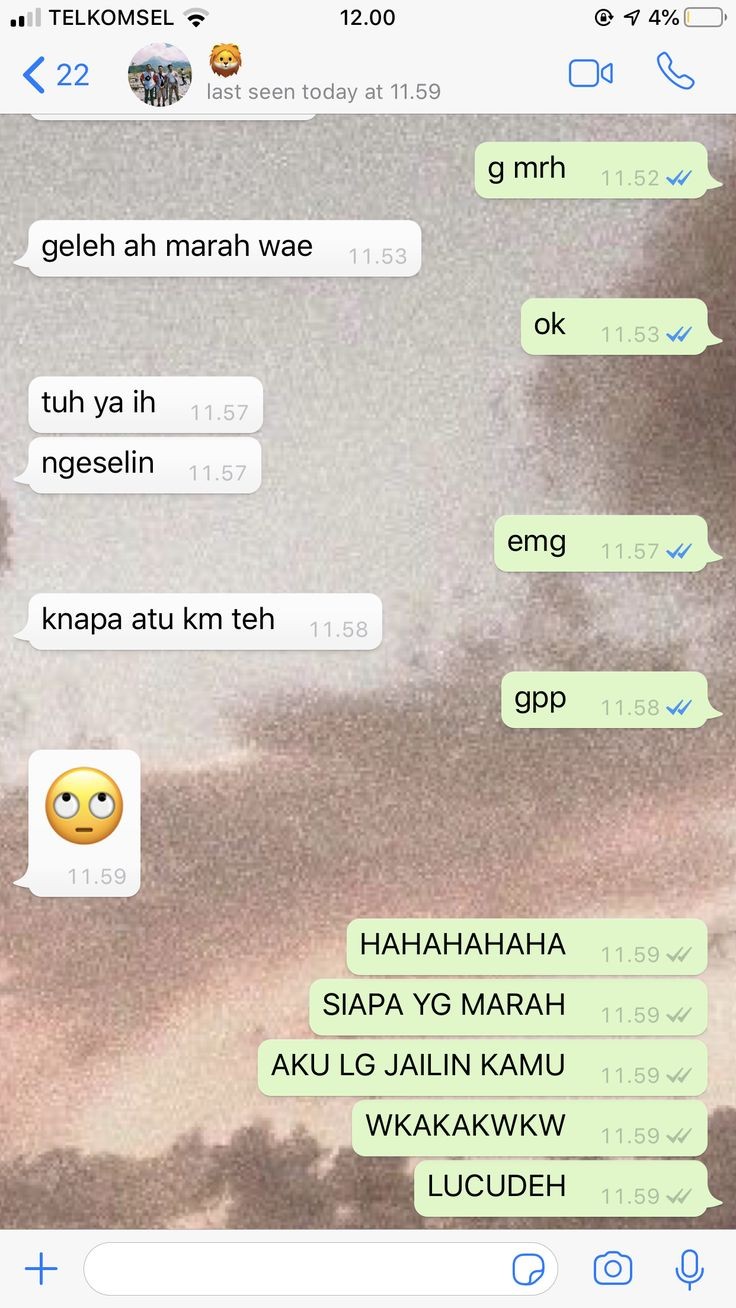 TELKOMSEL 12.00 4%
22 🦁
last seen today at 11.59
g mrh 11.52
geleh ah marah wae 11.53
ok 11.53
tuh ya ih 11.57
ngeselin 11.57
emg 11.57
knapa atu km teh 11.58
gpp 11.58
🙄 11.59
HAHAHAHAHA 11.59
SIAPA YG MARAH 11.59
AKU LG JAILIN KAMU 11.59
WKAKAKWKW 11.59
LUCUDEH 11.59